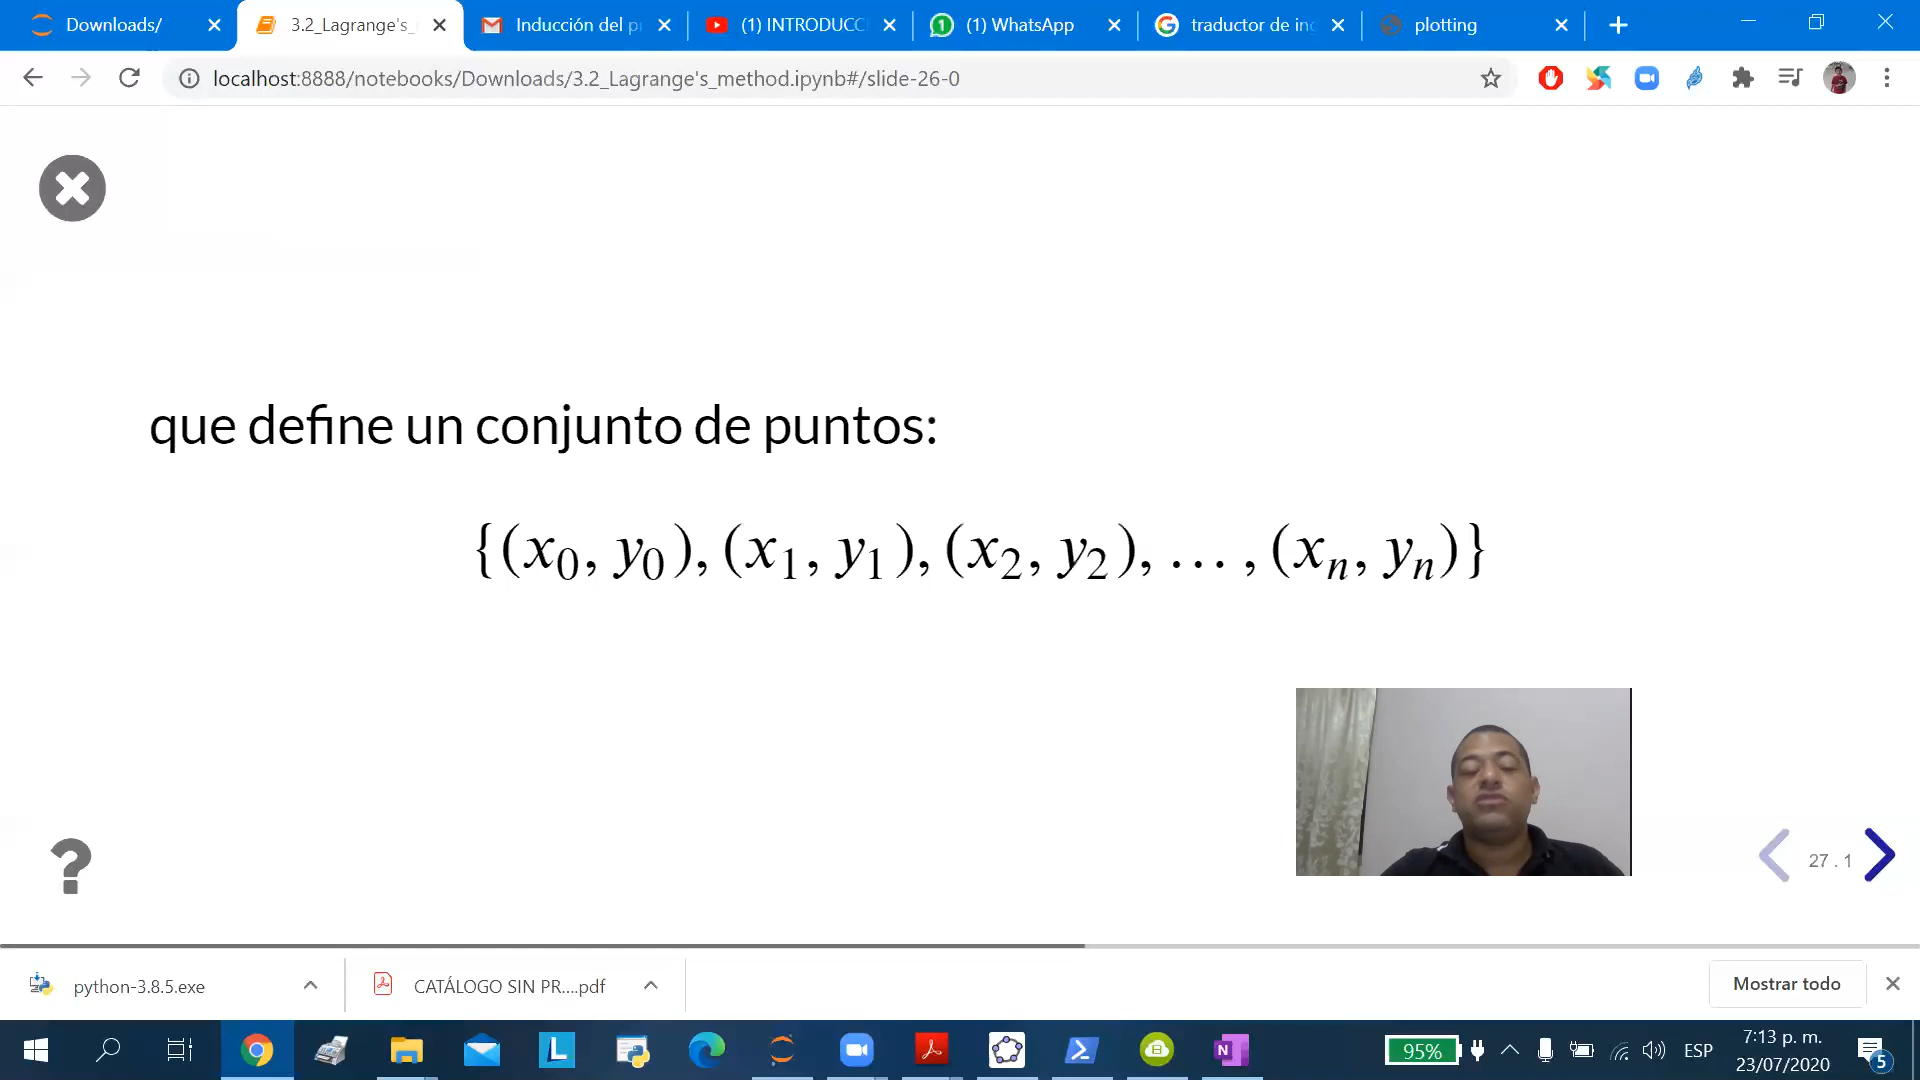 Downloads/
3.2_Lagrange's_
Inducción del p
(1) INTRODUCC
(1) WhatsApp
traductor de in
plotting
localhost:8888/notebooks/Downloads/3.2_Lagrange's_method.ipynb#/slide-26-0
que define un conjunto de puntos:
{(x₀, y₀), (x₁, y₁), (x₂, y₂), … , (xₙ, yₙ)}
?
27 . 1
python-3.8.5.exe
CATÁLOGO SIN PR....pdf
Mostrar todo
95%
ESP
7:13 p. m.
23/07/2020
5